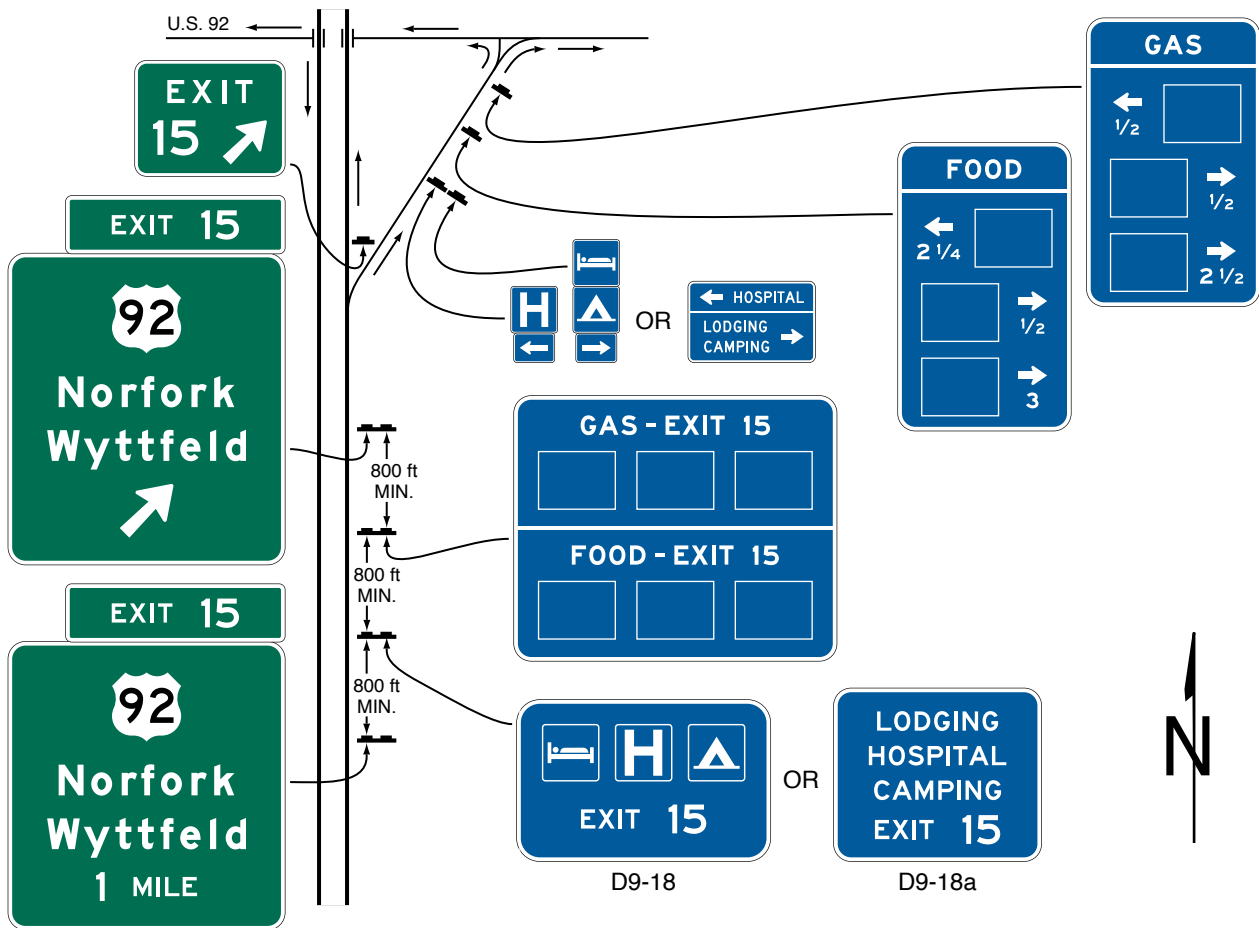 U.S. 92
EXIT
15
EXIT 15
92
Norfork
Wyttfeld
EXIT 15
92
Norfork
Wyttfeld
1 MILE
800 ft
MIN.
800 ft
MIN.
800 ft
MIN.
GAS
1/2
1/2
2 1/2
FOOD
2 1/4
1/2
3
H
OR
HOSPITAL
LODGING
CAMPING
GAS - EXIT 15
FOOD - EXIT 15
H
EXIT 15
D9-18
OR
LODGING
HOSPITAL
CAMPING
EXIT 15
D9-18a
N